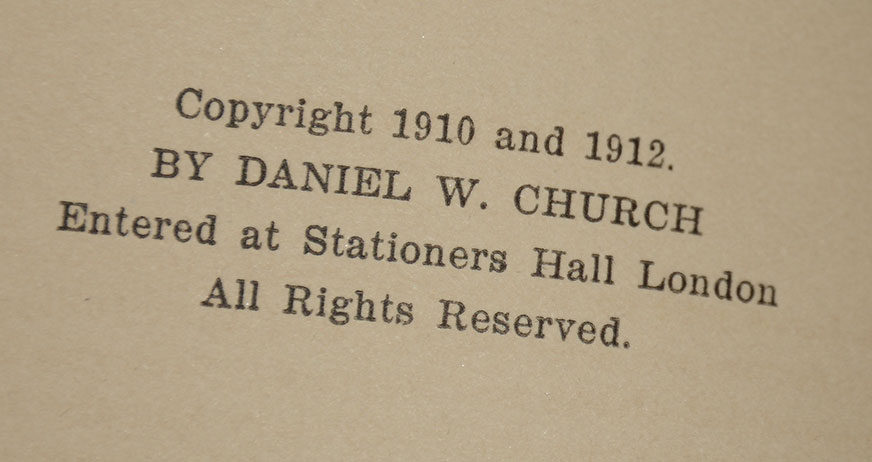 Copyright 1910 and 1912.
BY DANIEL W. CHURCH
Entered at Stationers Hall London
All Rights Reserved.